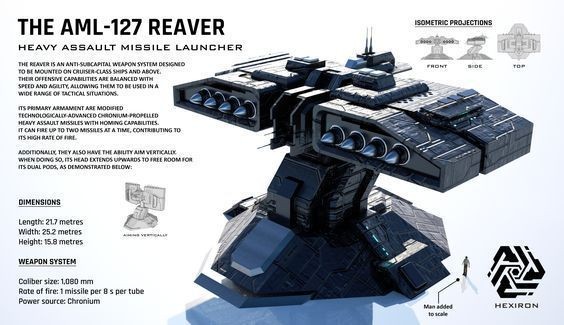 THE AML-127 REAVER
HEAVY ASSAULT MISSILE LAUNCHER
THE REAVER IS AN ANTI-SUBCAPITAL WEAPON SYSTEM DESIGNED
TO BE MOUNTED ON CRUISER-CLASS SHIPS AND ABOVE.
THEIR OFFENSIVE CAPABILITIES ARE BALANCED WITH
SPEED AND AGILITY, ALLOWING THEM TO BE USED IN A
WIDE RANGE OF TACTICAL SITUATIONS.
ITS PRIMARY ARMAMENT ARE MODIFIED
TECHNOLOGICALLY-ADVANCED CHROMIUM-PROPELLED
HEAVY ASSAULT MISSILES WITH HOMING CAPABILITIES.
IT CAN FIRE UP TO TWO MISSILES AT A TIME, CONTRIBUTING TO
ITS HIGH RATE OF FIRE.
ADDITIONALLY, THEY ALSO HAVE THE ABILITY AIM VERTICALLY.
WHEN DOING SO, ITS HEAD EXTENDS UPWARDS TO FREE ROOM FOR
ITS DUAL PODS, AS DEMONSTRATED BELOW:
DIMENSIONS
Length: 21.7 metres
Width: 25.2 metres
Height: 15.8 metres
AIMING VERTICALLY
WEAPON SYSTEM
Caliber size: 1,080 mm
Rate of fire: 1 missile per 8 s per tube
Power source: Chromium
ISOMETRIC PROJECTIONS
FRONT
SIDE
TOP
Man added
to scale
HEXIRON